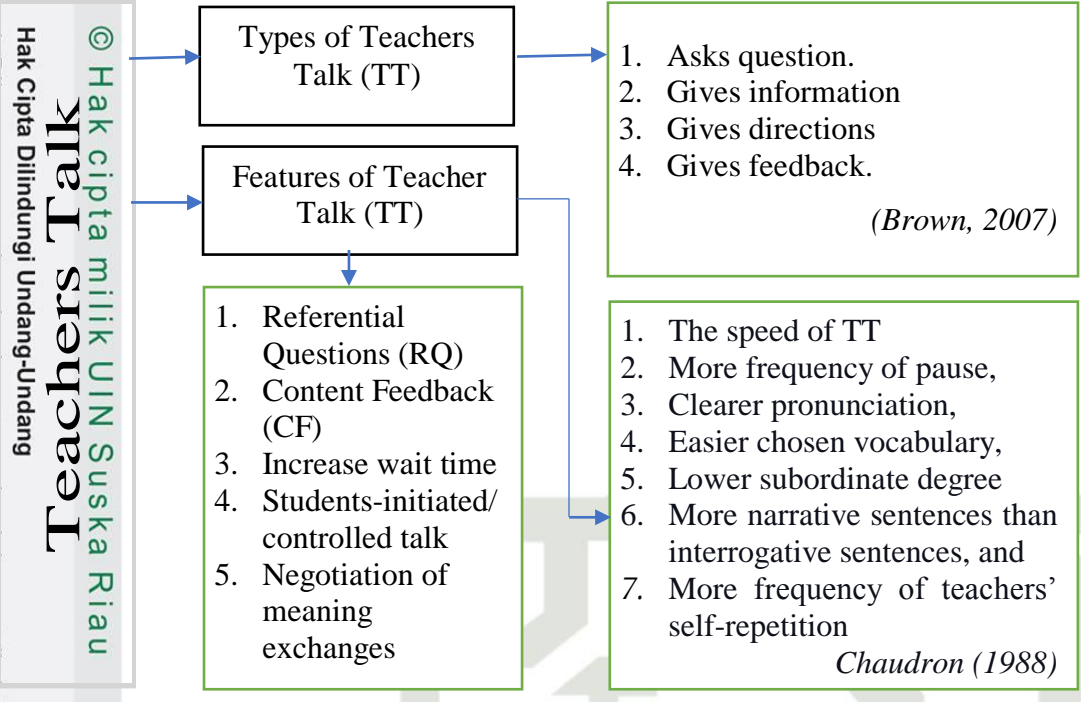 Hak Cipta Dilindungi Undang-Undang
Teachers Talk
© Hak cipta milik UIN Suska Riau
Types of Teachers
Talk (TT)
1. Asks question.
2. Gives information
3. Gives directions
4. Gives feedback.
(Brown, 2007)
Features of Teacher
Talk (TT)
1. Referential
Questions (RQ)
2. Content Feedback
(CF)
3. Increase wait time
4. Students-initiated/
controlled talk
5. Negotiation of
meaning
exchanges
1. The speed of TT
2. More frequency of pause,
3. Clearer pronunciation,
4. Easier chosen vocabulary,
5. Lower subordinate degree
6. More narrative sentences than
interrogative sentences, and
7. More frequency of teachers’
self-repetition
Chaudron (1988)